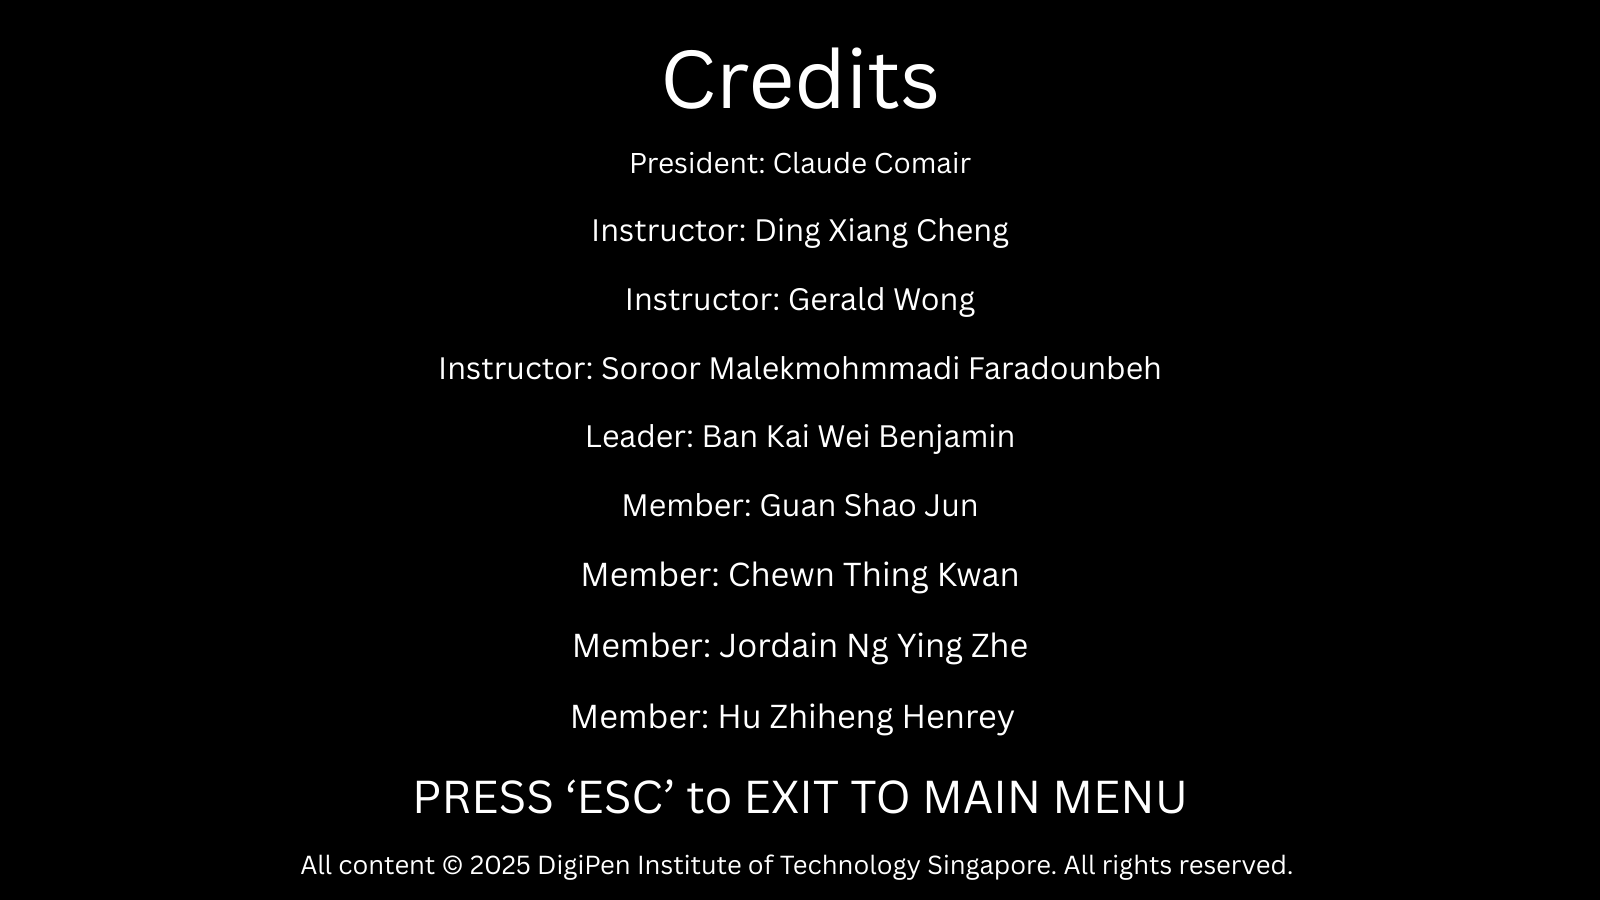 Credits
President: Claude Comair
Instructor: Ding Xiang Cheng
Instructor: Gerald Wong
Instructor: Soroor Malekmohmmadi Faradounbeh
Leader: Ban Kai Wei Benjamin
Member: Guan Shao Jun
Member: Chewn Thing Kwan
Member: Jordain Ng Ying Zhe
Member: Hu Zhiheng Henrey
PRESS ‘ESC’ to EXIT TO MAIN MENU
All content © 2025 DigiPen Institute of Technology Singapore. All rights reserved.